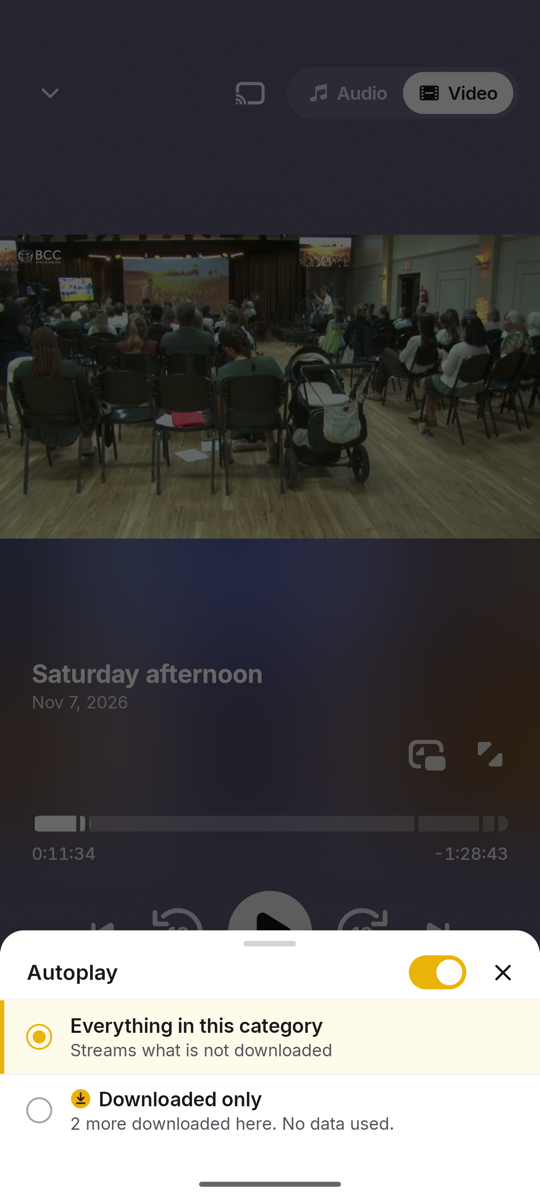 Audio
Video
BCC
Saturday afternoon
Nov 7, 2026
0:11:34
-1:28:43
Autoplay
Everything in this category
Streams what is not downloaded
Downloaded only
2 more downloaded here. No data used.